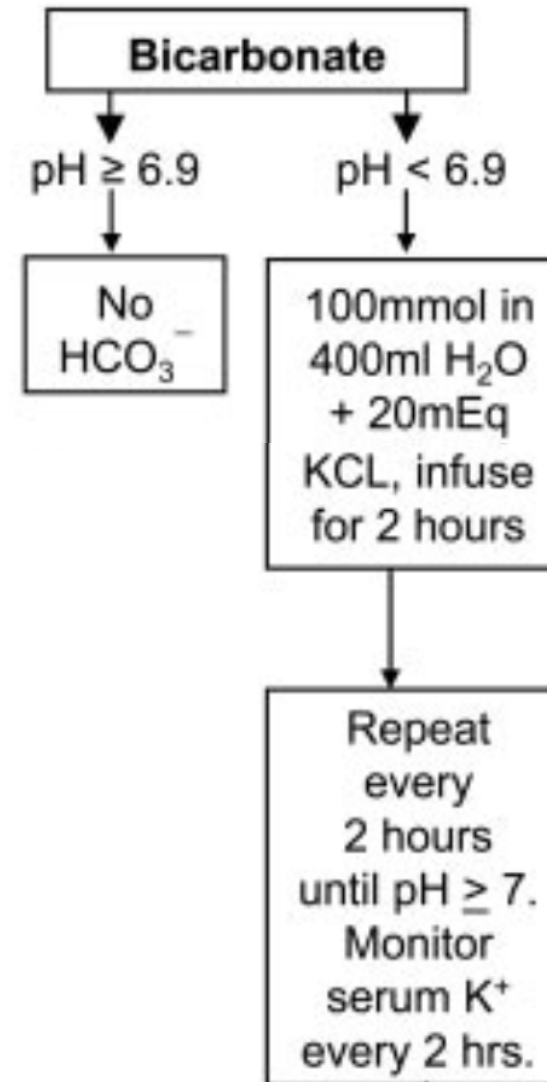 Bicarbonate
pH ≥ 6.9
pH < 6.9
No
HCO₃⁻
100mmol in
400ml H₂O
+ 20mEq
KCL, infuse
for 2 hours
Repeat
every
2 hours
until pH ≥ 7.
Monitor
serum K⁺
every 2 hrs.